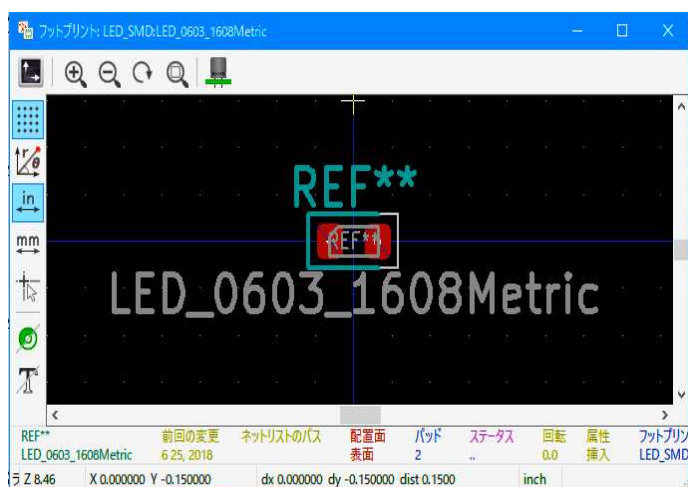 フットプリント: LED_SMD:LED_0603_1608Metric
in
mm
REF**
REF**
LED_0603_1608Metric
REF** 前回の変更 ネットリストのパス 配置面 パッド ステータス 回転 属性 フットプリン
LED_0603_1608Metric 6 25, 2018 表面 2 .. 0.0 挿入 LED_SMD
ラ Z 8.46 X 0.000000 Y -0.150000 dx 0.000000 dy -0.150000 dist 0.1500 inch